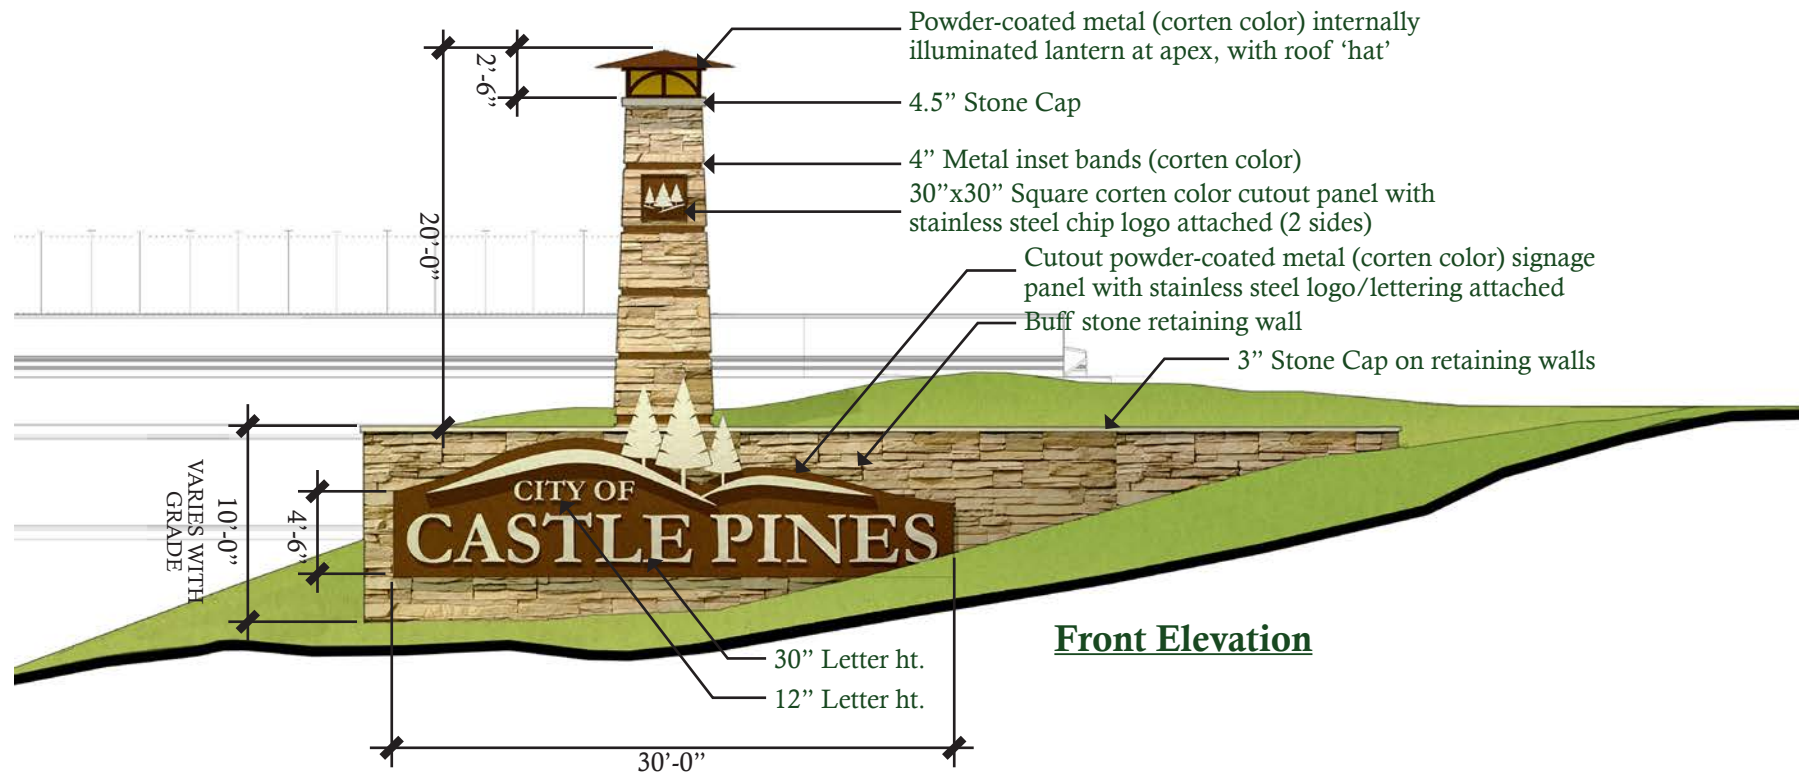 Powder-coated metal (corten color) internally
illuminated lantern at apex, with roof ‘hat’
4.5” Stone Cap
4” Metal inset bands (corten color)
30”x30” Square corten color cutout panel with
stainless steel chip logo attached (2 sides)
Cutout powder-coated metal (corten color) signage
panel with stainless steel logo/lettering attached
Buff stone retaining wall
3” Stone Cap on retaining walls
2’-6”
20’-0”
10’-0”
VARIES WITH
GRADE
4’-6”
CITY OF
CASTLE PINES
Front Elevation
30” Letter ht.
12” Letter ht.
30’-0”